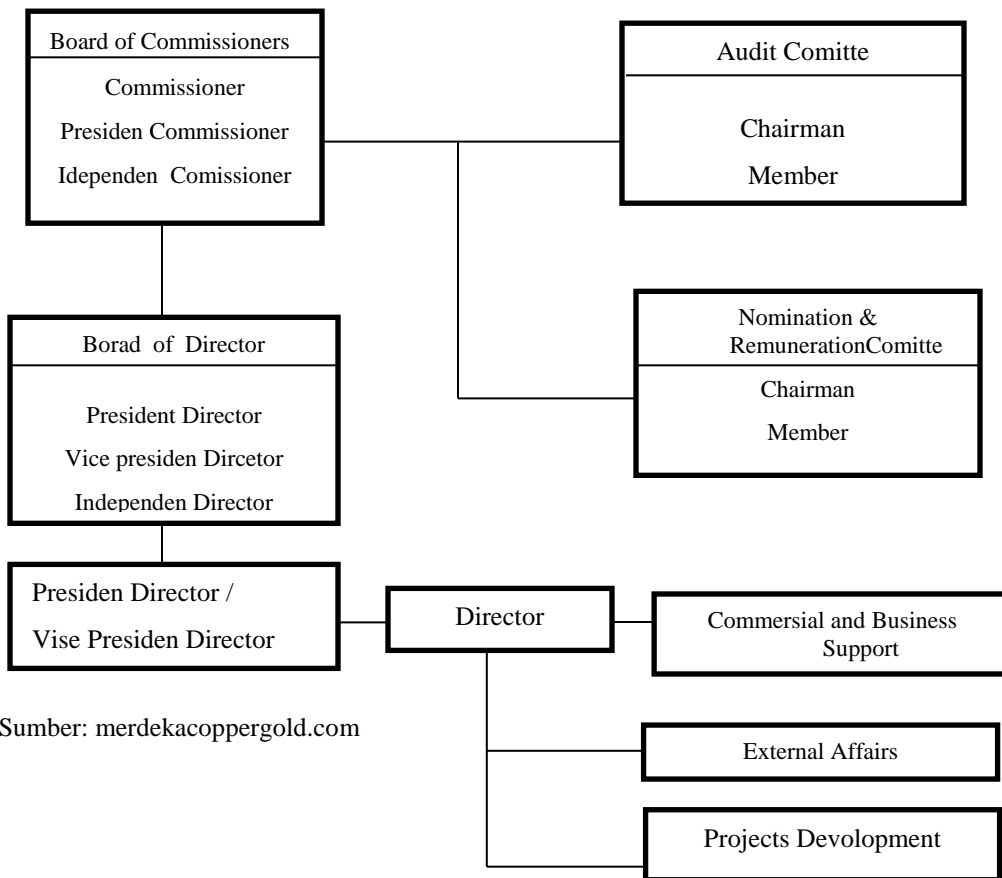 Board of Commissioners
Commissioner
Presiden Commissioner
Idependen Comissioner
Audit Comitte
Chairman
Member
Nomination &
RemunerationComitte
Chairman
Member
Borad of Director
President Director
Vice presiden Dircetor
Independen Director
Presiden Director /
Vise Presiden Director
Director
Commersial and Business
Support
External Affairs
Projects Devolopment
Sumber: merdekacoppergold.com